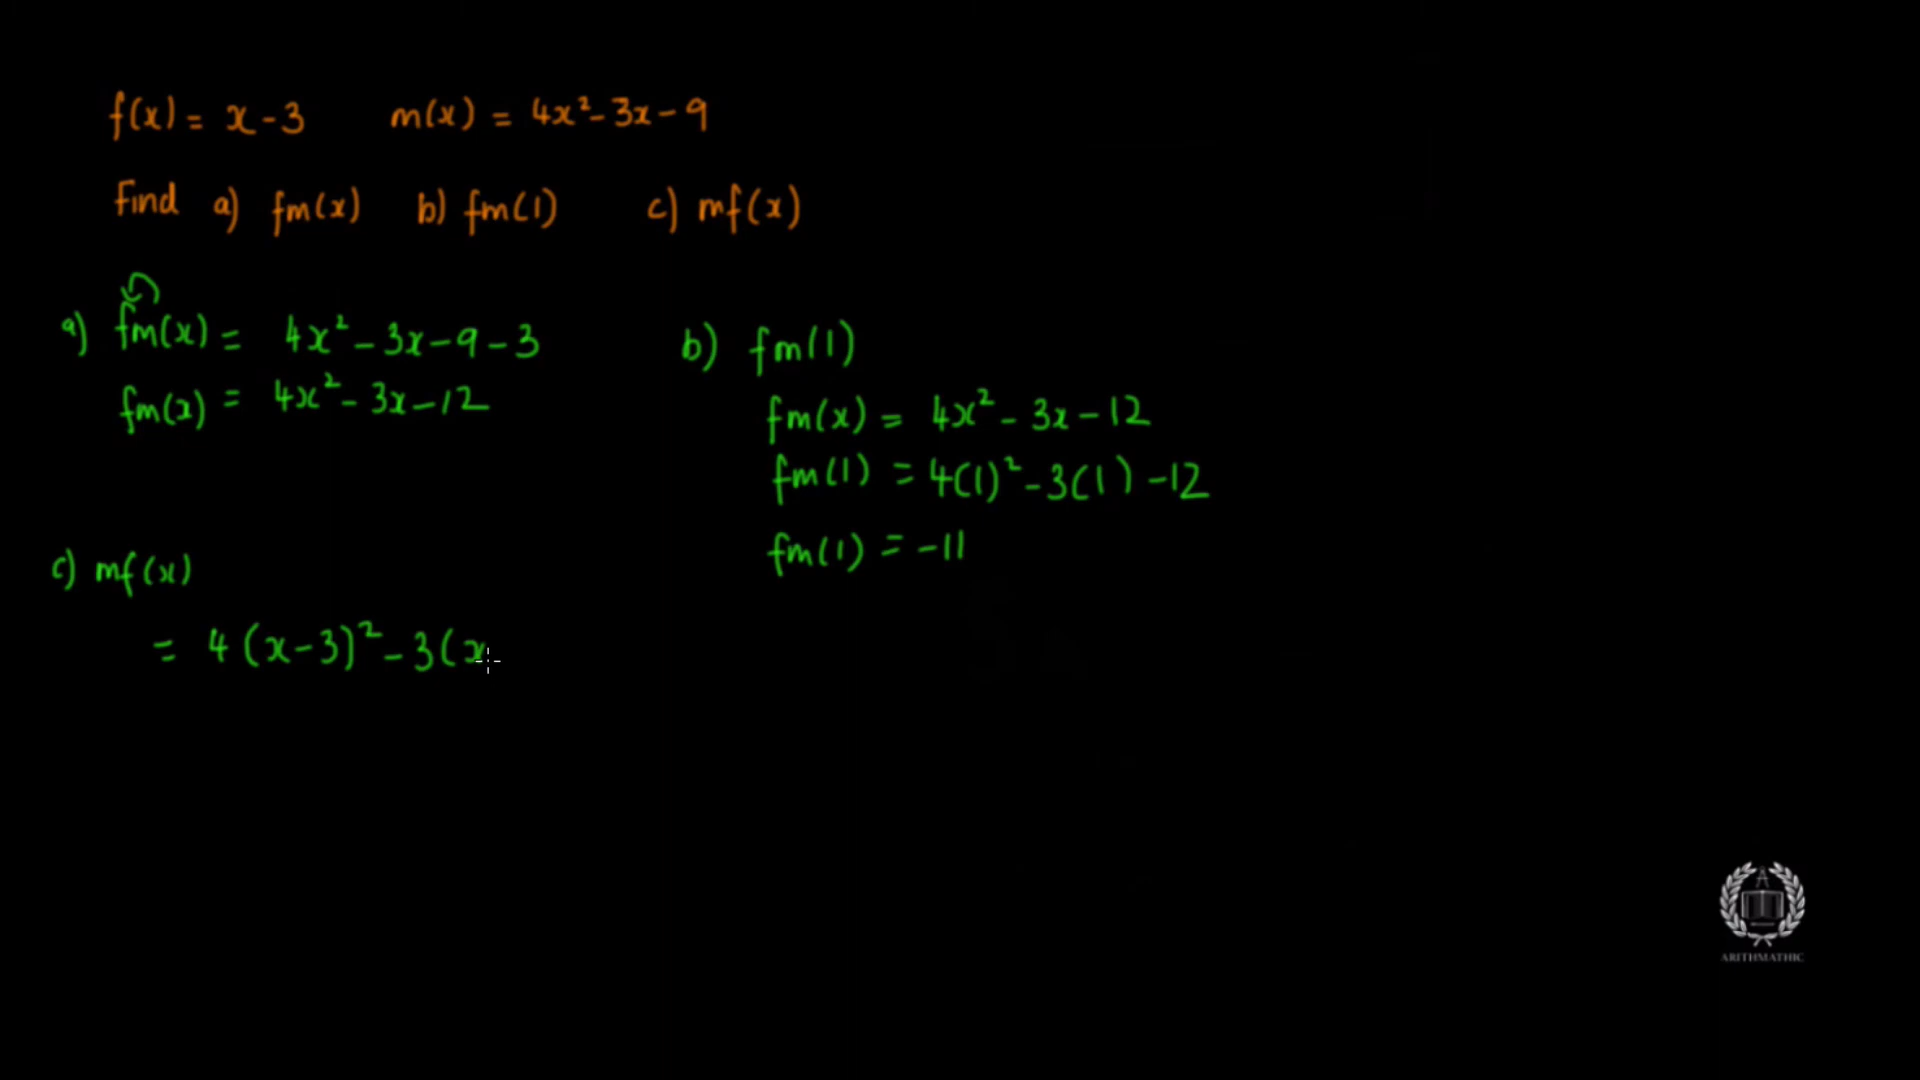 f(x) = x - 3 m(x) = 4x² - 3x - 9
Find a) fm(x) b) fm(1) c) mf(x)
a) fm(x) = 4x² - 3x - 9 - 3
fm(x) = 4x² - 3x - 12
b) fm(1)
fm(x) = 4x² - 3x - 12
fm(1) = 4(1)² - 3(1) - 12
fm(1) = -11
c) mf(x)
= 4(x-3)² - 3(x
ARITHMATHIC